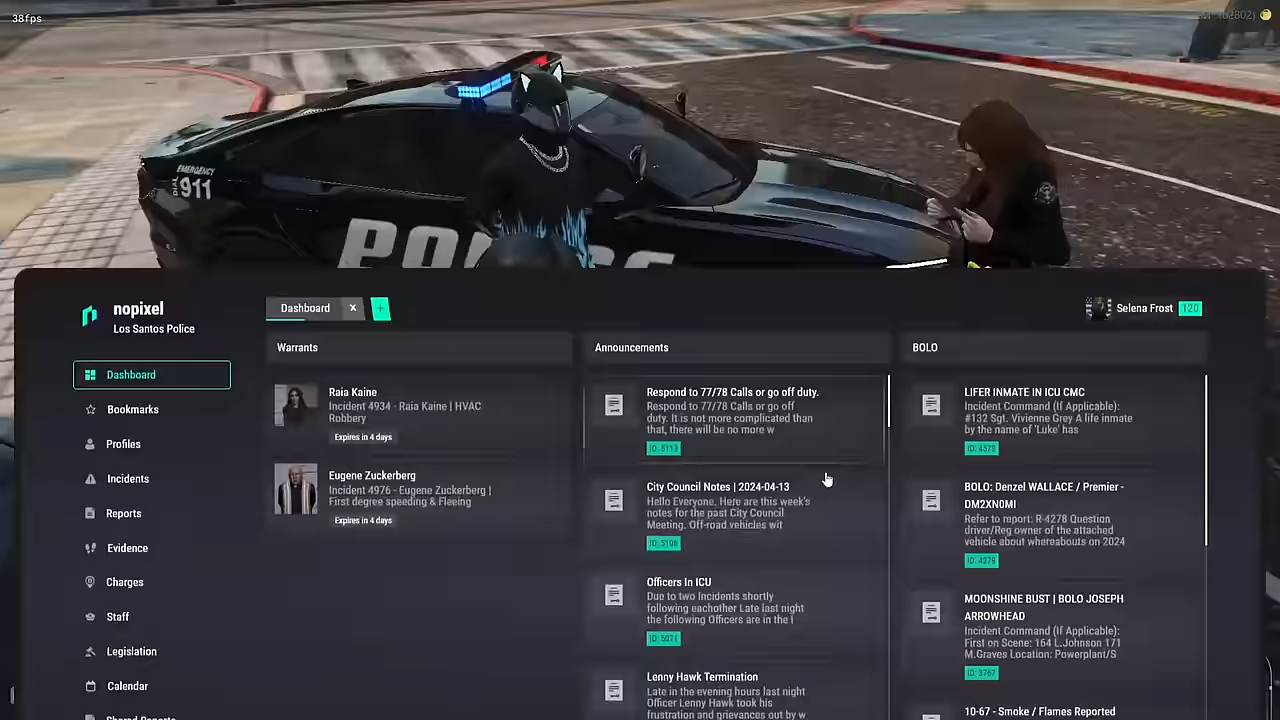 38fps
EMERGENCY
DIAL 911
POLICE
NO PARKING
nopixel
Los Santos Police
Dashboard x +
Selena Frost 120
Dashboard
Bookmarks
Profiles
Incidents
Reports
Evidence
Charges
Staff
Legislation
Calendar
Shared Reports
Warrants
Raia Kaine
Incident 4934 - Raia Kaine | HVAC
Robbery
Expires in 4 days
Eugene Zuckerberg
Incident 4976 - Eugene Zuckerberg |
First degree speeding & Fleeing
Expires in 4 days
Announcements
Respond to 77/78 Calls or go off duty.
Respond to 77/78 Calls or go off
duty. It is not more complicated than
that, there will be no more w
ID: 5113
City Council Notes | 2024-04-13
Hello Everyone. Here are this week's
notes for the past City Council
Meeting. Off-road vehicles wit
ID: 5106
Officers In ICU
Due to two Incidents shortly
following eachother Late last night
the following Officers are in the I
ID: 5071
Lenny Hawk Termination
Late in the evening hours last night
Officer Lenny Hawk took his
frustration and grievances out by w
BOLO
LIFER INMATE IN ICU CMC
Incident Command (If Applicable):
#132 Sgt. Vivienne Grey A life inmate
by the name of 'Luke' has
ID: 4573
BOLO: Denzel WALLACE / Premier -
DM2XN0MI
Refer to report: R-4278 Question
driver/Reg owner of the attached
vehicle about whereabouts on 2024
ID: 4279
MOONSHINE BUST | BOLO JOSEPH
ARROWHEAD
Incident Command (If Applicable):
First on Scene: 164 L.Johnson 171
M.Graves Location: Powerplant/S
ID: 3767
10-67 - Smoke / Flames Reported